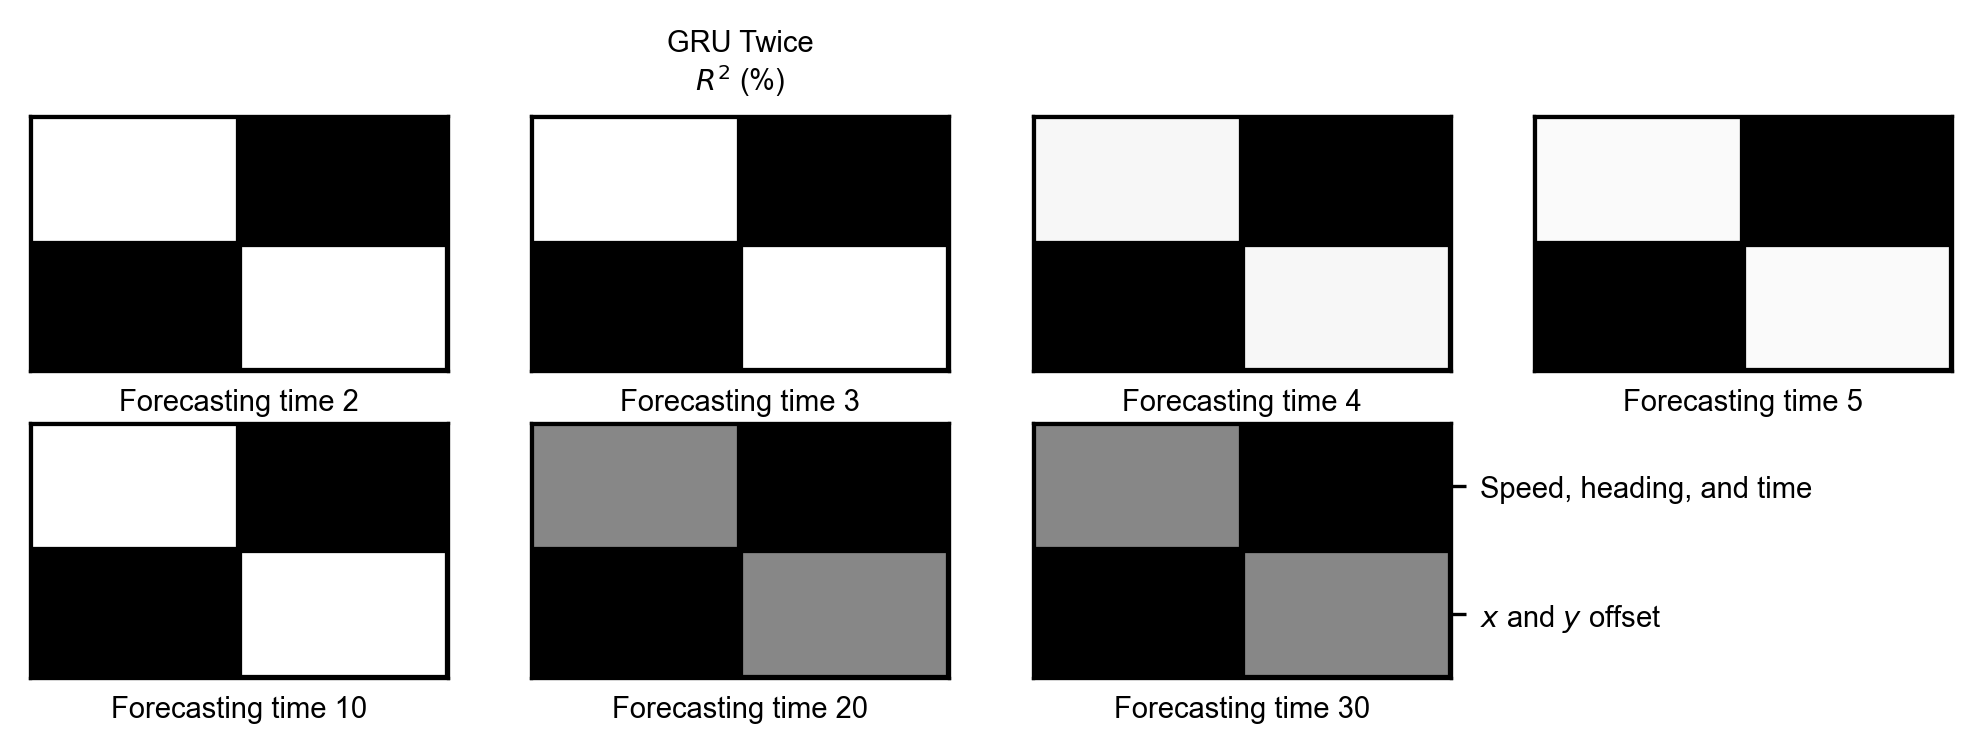 GRU Twice
R² (%)
Forecasting time 2
Forecasting time 3
Forecasting time 4
Forecasting time 5
Speed, heading, and time
x and y offset
Forecasting time 10
Forecasting time 20
Forecasting time 30